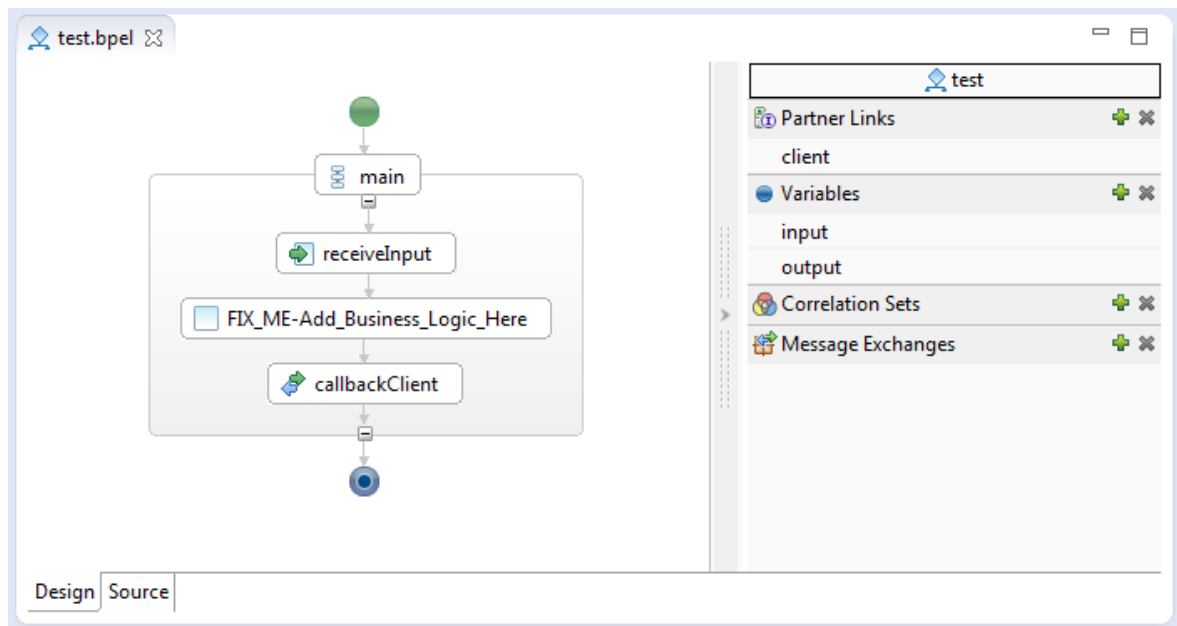 test.bpel
main
receiveInput
FIX_ME-Add_Business_Logic_Here
callbackClient
test
Partner Links
client
Variables
input
output
Correlation Sets
Message Exchanges
Design Source